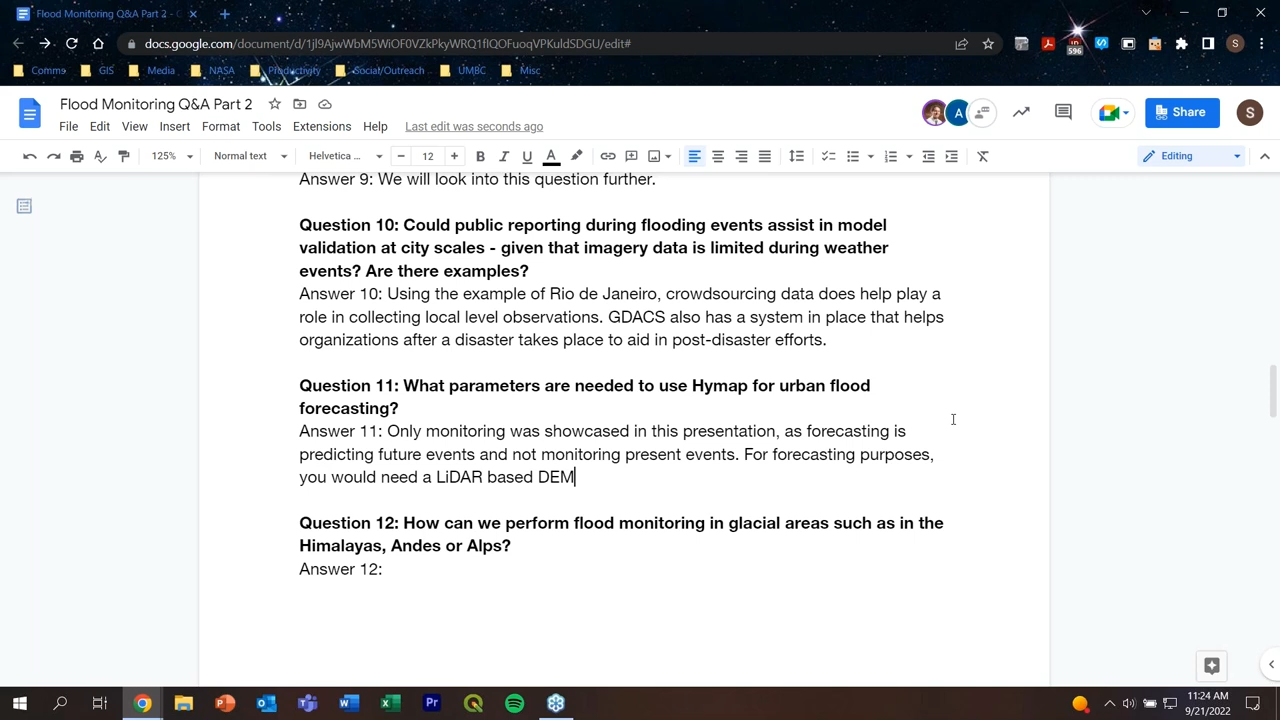 Flood Monitoring Q&A Part 2 - G
docs.google.com/document/d/1jl9AjwWbM5WiOF0VZkPkyWRQ1fIQOFuoqVPKuldSDGU/edit#
596
S
Comms GIS Media NASA Productivity Social/Outreach UMBC Misc
Flood Monitoring Q&A Part 2
A
Share
S
File Edit View Insert Format Extensions Tools Help Last edit was seconds ago
125% Normal text Helvetica ... 12 B I U A Editing
Answer 9: We will look into this question further.
Question 10: Could public reporting during flooding events assist in model
validation at city scales - given that imagery data is limited during weather
events? Are there examples?
Answer 10: Using the example of Rio de Janeiro, crowdsourcing data does help play a
role in collecting local level observations. GDACS also has a system in place that helps
organizations after a disaster takes place to aid in post-disaster efforts.
Question 11: What parameters are needed to use Hymap for urban flood
forecasting?
Answer 11: Only monitoring was showcased in this presentation, as forecasting is
predicting future events and not monitoring present events. For forecasting purposes,
you would need a LiDAR based DEM
Question 12: How can we perform flood monitoring in glacial areas such as in the
Himalayas, Andes or Alps?
Answer 12:
11:24 AM
9/21/2022